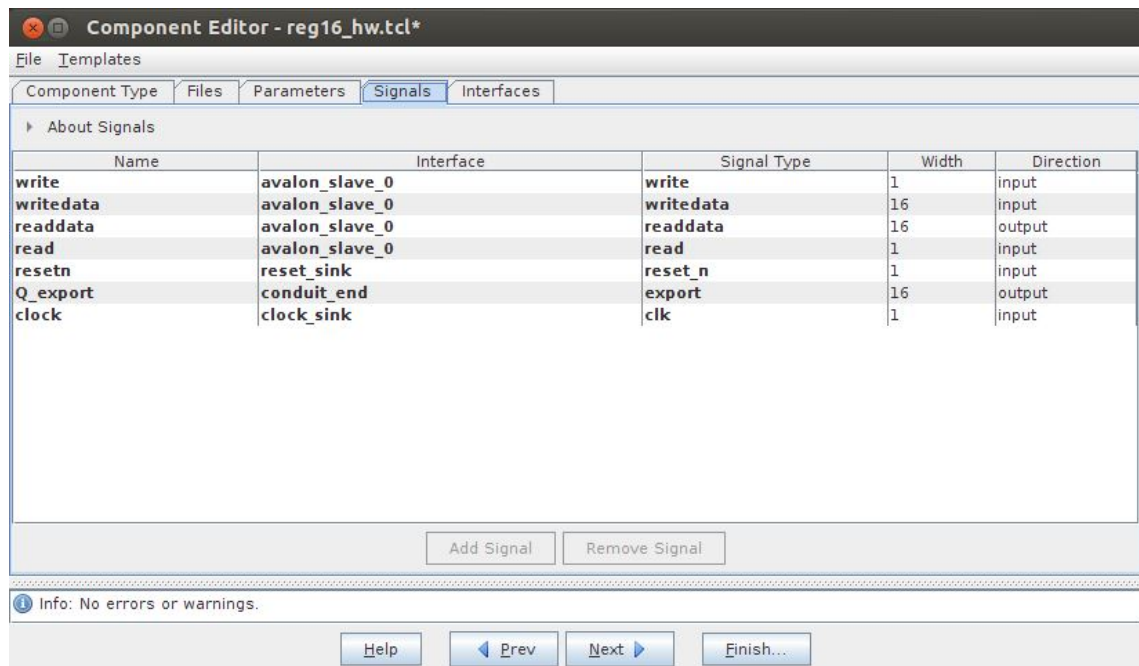 Component Editor - reg16_hw.tcl*
File Templates
Component Type Files Parameters Signals Interfaces
About Signals
Name Interface Signal Type Width Direction
write avalon_slave_0 write 1 input
writedata avalon_slave_0 writedata 16 input
readdata avalon_slave_0 readdata 16 output
read avalon_slave_0 read 1 input
resetn reset_sink reset_n 1 input
Q_export conduit_end export 16 output
clock clock_sink clk 1 input
Add Signal Remove Signal
Info: No errors or warnings.
Help Prev Next Finish...